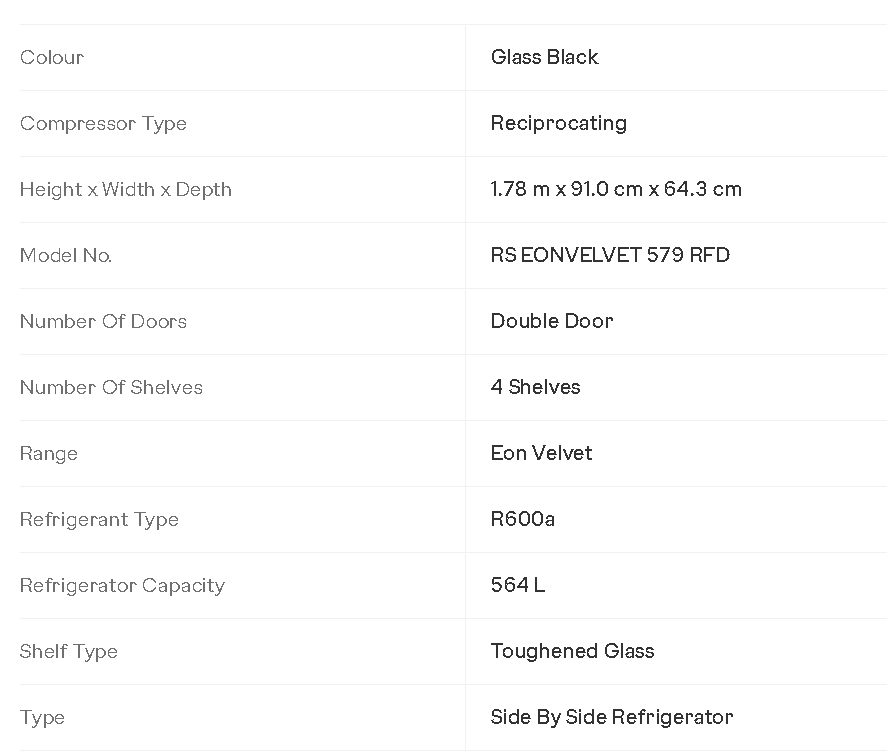 Colour Glass Black
Compressor Type Reciprocating
Height x Width x Depth 1.78 m x 91.0 cm x 64.3 cm
Model No. RS EONVELVET 579 RFD
Number Of Doors Double Door
Number Of Shelves 4 Shelves
Range Eon Velvet
Refrigerant Type R600a
Refrigerator Capacity 564 L
Shelf Type Toughened Glass
Type Side By Side Refrigerator